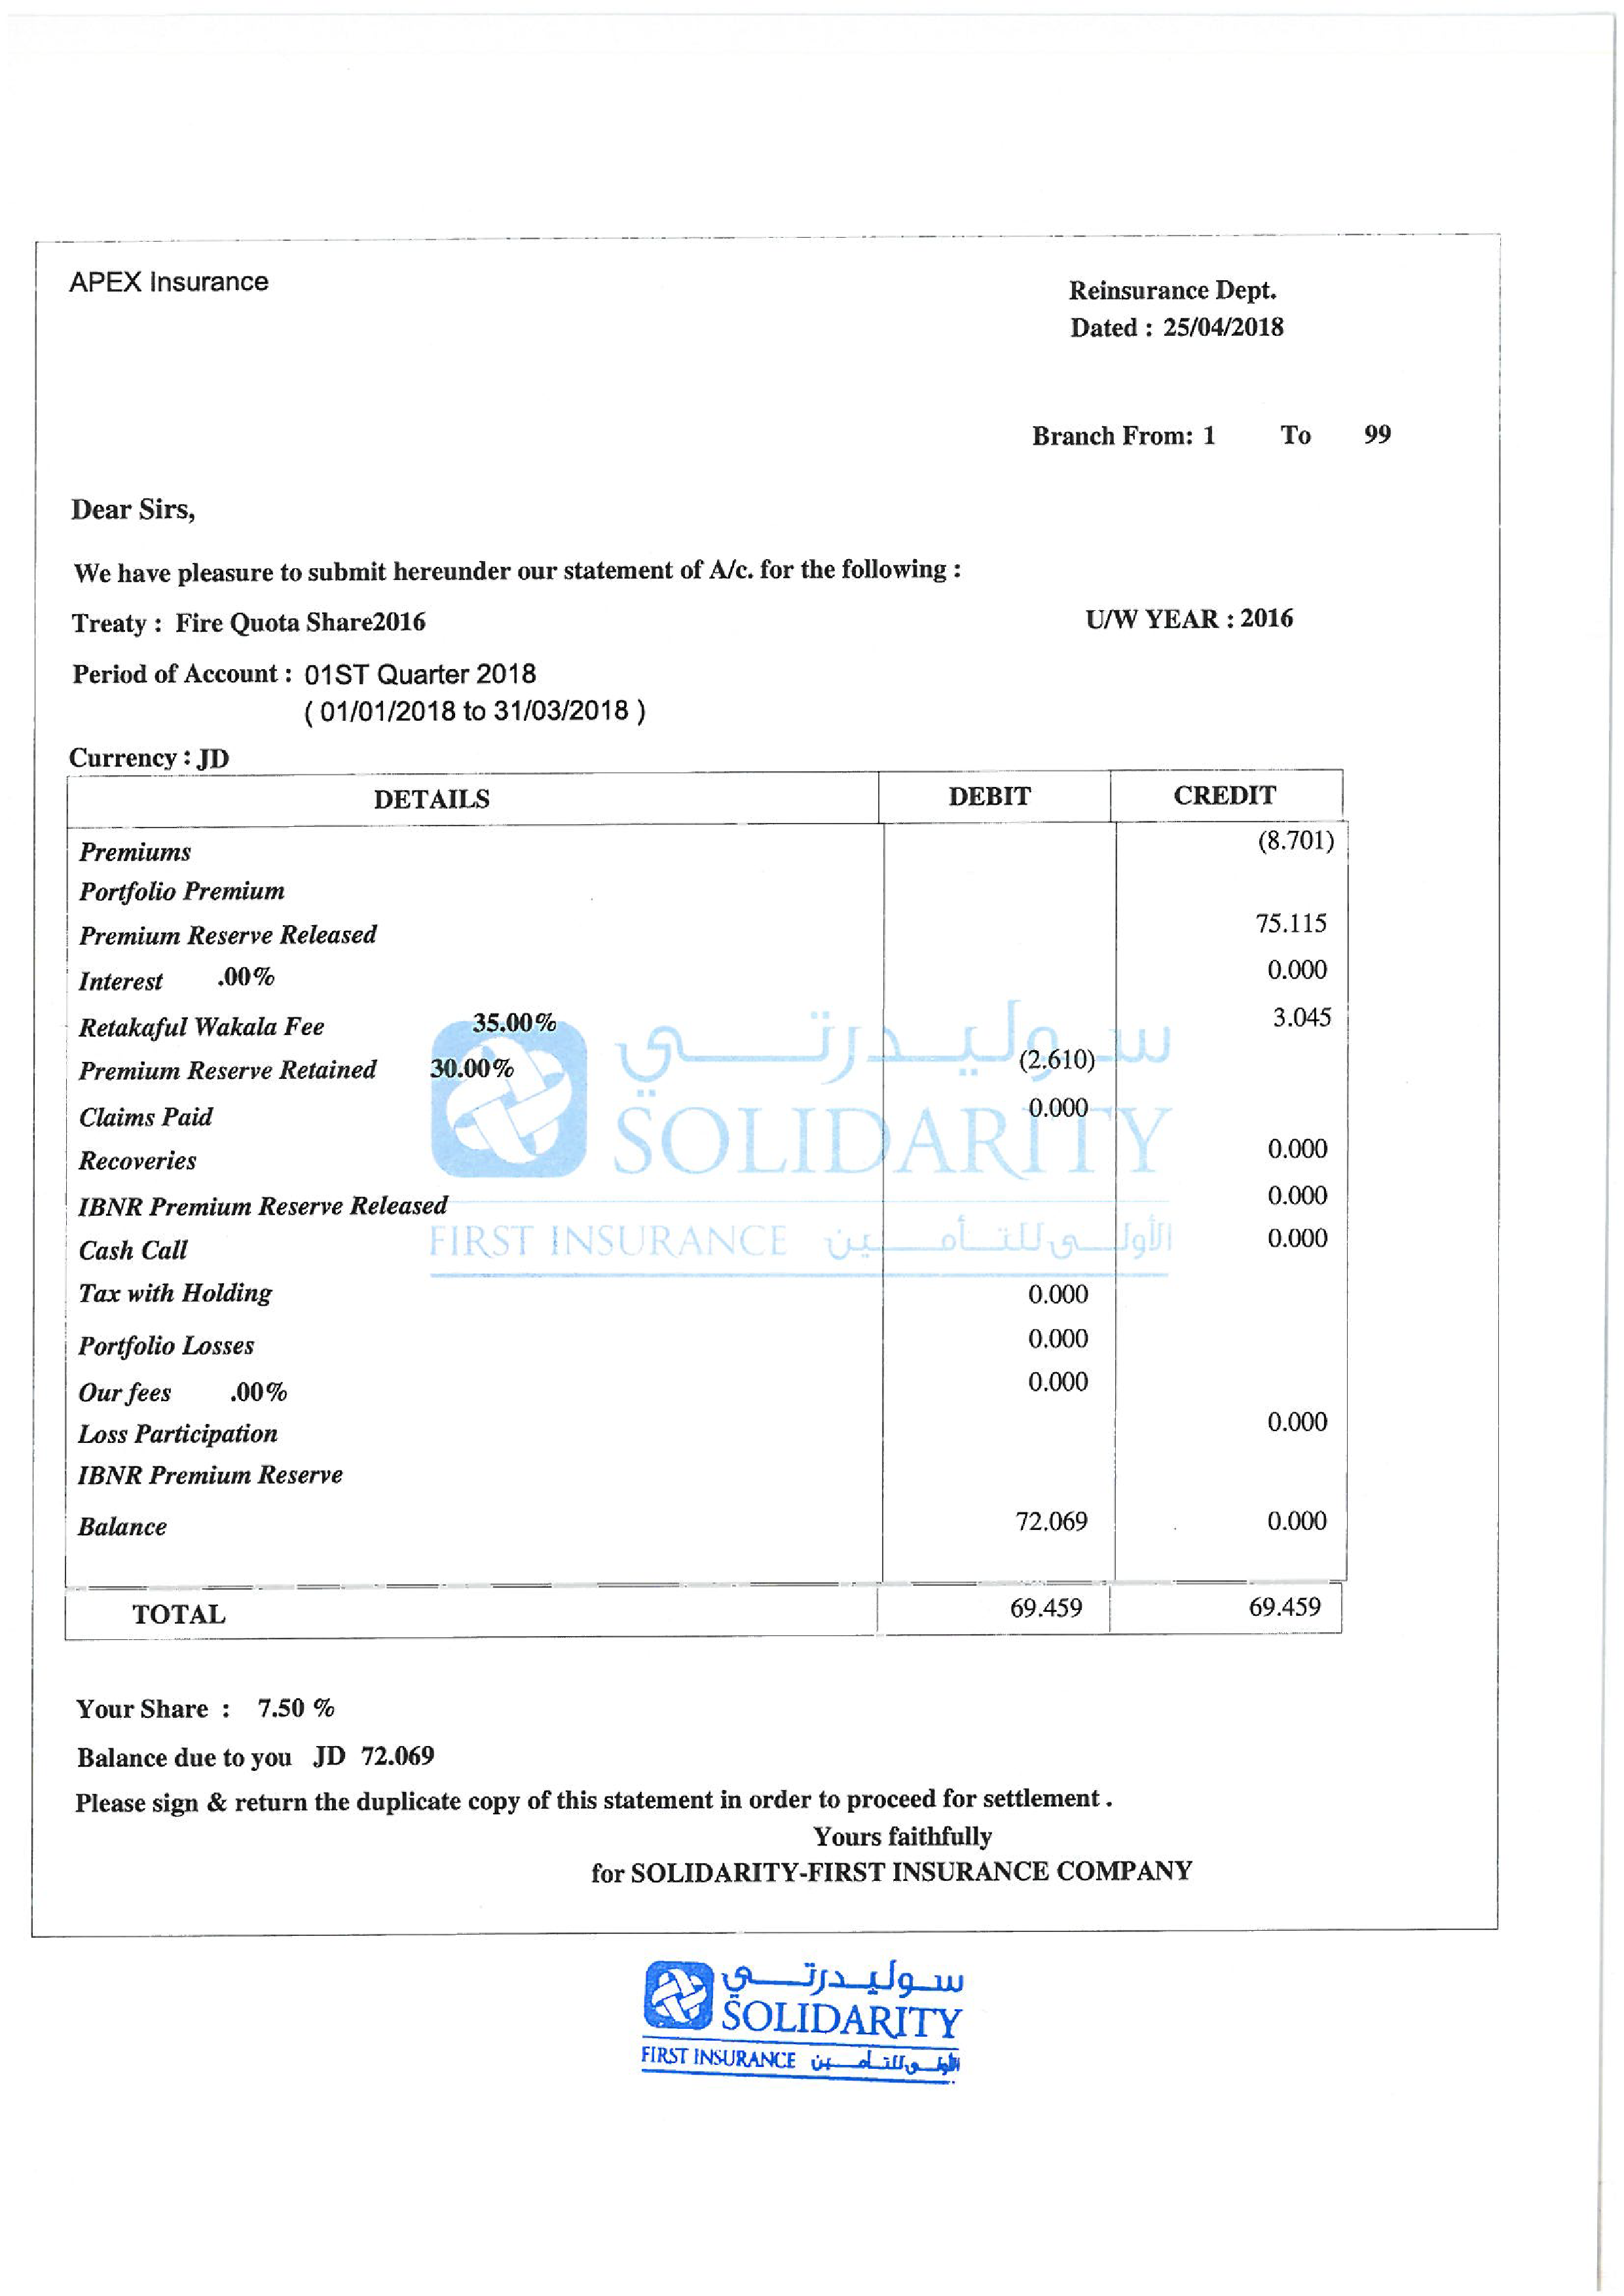 APEX Insurance
Reinsurance Dept.
Dated : 25/04/2018
Branch From: 1 To 99
Dear Sirs,
We have pleasure to submit hereunder our statement of A/c. for the following :
Treaty : Fire Quota Share2016 U/W YEAR : 2016
Period of Account : 01ST Quarter 2018
( 01/01/2018 to 31/03/2018 )
Currency : JD
DETAILS DEBIT CREDIT
Premiums (8.701)
Portfolio Premium
Premium Reserve Released 75.115
Interest .00% 0.000
Retakaful Wakala Fee 35.00% 3.045
Premium Reserve Retained 30.00% (2.610)
Claims Paid 0.000
Recoveries 0.000
IBNR Premium Reserve Released 0.000
Cash Call 0.000
Tax with Holding 0.000
Portfolio Losses 0.000
Our fees .00% 0.000
Loss Participation 0.000
IBNR Premium Reserve
Balance 72.069 0.000
TOTAL 69.459 69.459
سوليدرتي
SOLIDARITY
FIRST INSURANCE الأولى للتأمين
Your Share : 7.50 %
Balance due to you JD 72.069
Please sign & return the duplicate copy of this statement in order to proceed for settlement .
Yours faithfully
for SOLIDARITY-FIRST INSURANCE COMPANY
سوليدرتي
SOLIDARITY
FIRST INSURANCE الأولى للتأمين